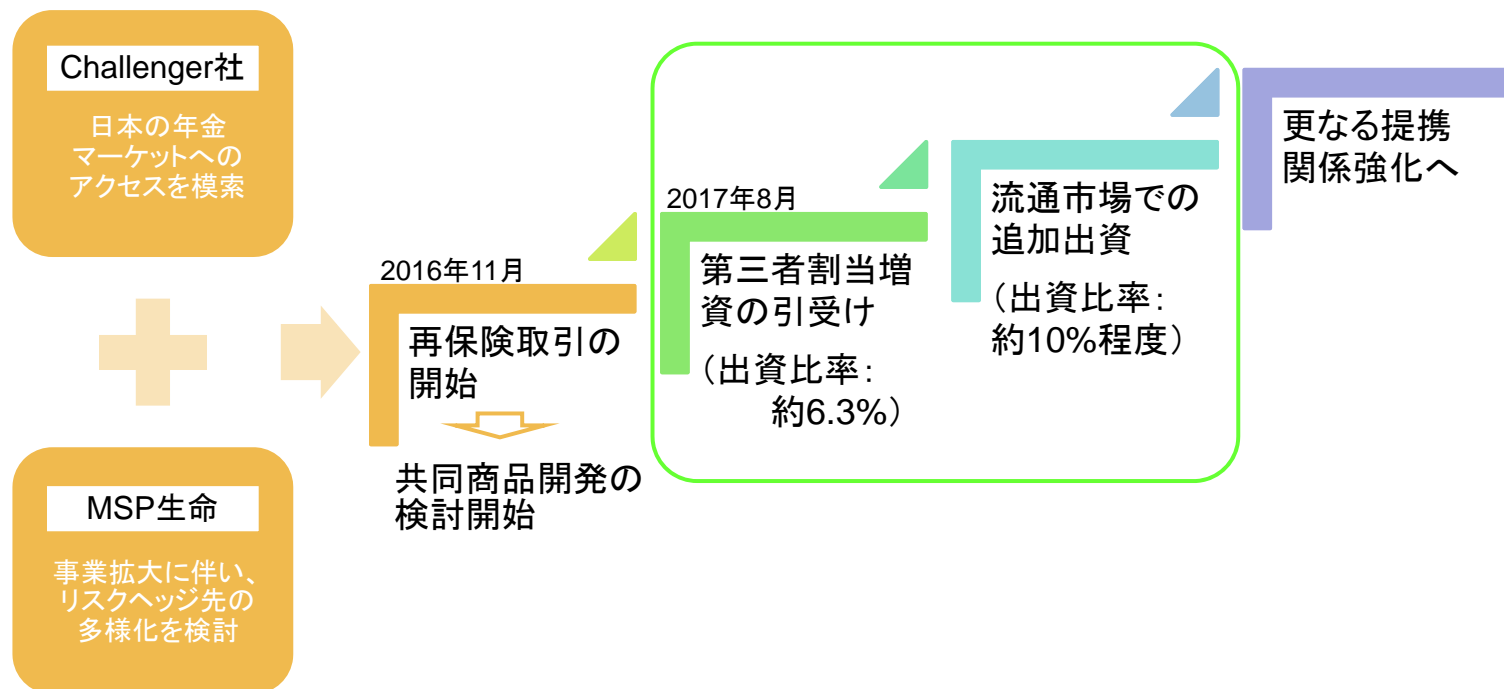 Challenger社
日本の年金
マーケットへの
アクセスを模索
MSP生命
事業拡大に伴い、
リスクヘッジ先の
多様化を検討
2016年11月
再保険取引の
開始
共同商品開発の
検討開始
2017年8月
第三者割当増
資の引受け
（出資比率：
約6.3%）
流通市場での
追加出資
（出資比率：
約10%程度）
更なる提携
関係強化へ